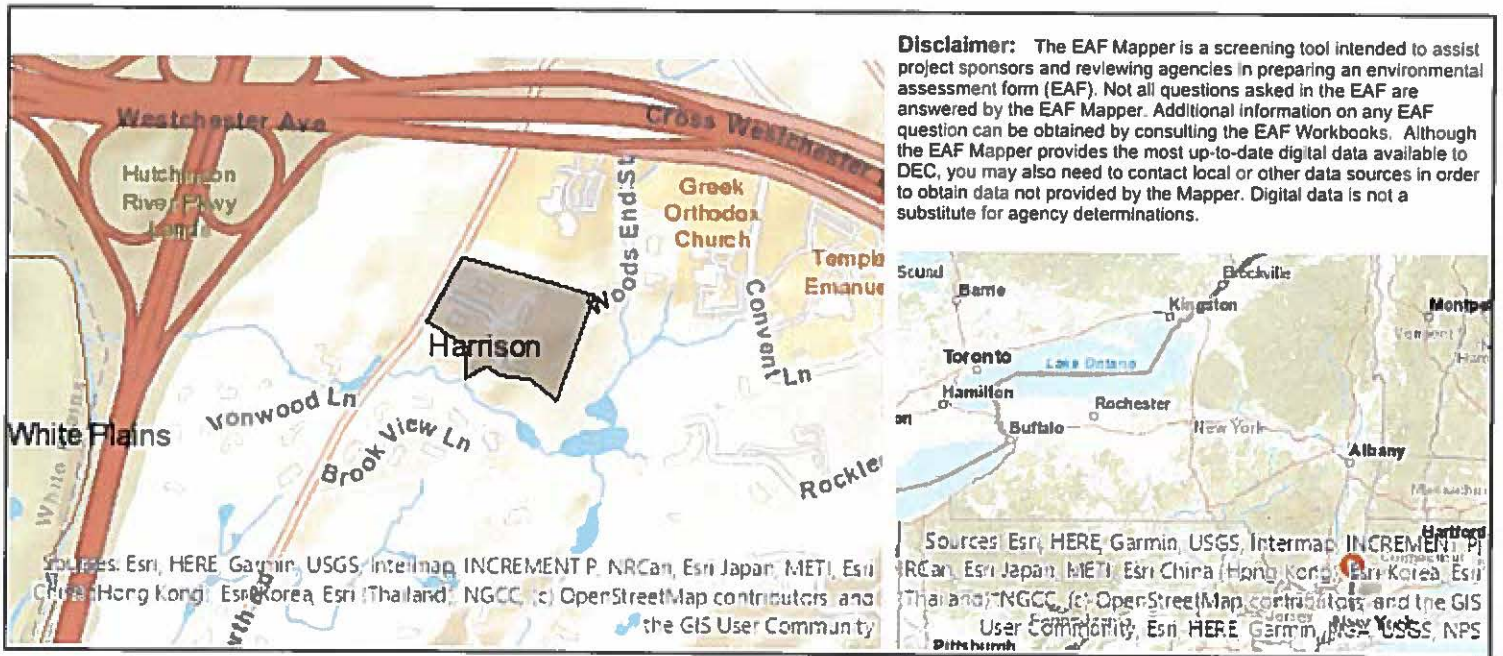 Disclaimer: The EAF Mapper is a screening tool intended to assist
project sponsors and reviewing agencies in preparing an environmental
assessment form (EAF). Not all questions asked in the EAF are
answered by the EAF Mapper. Additional information on any EAF
question can be obtained by consulting the EAF Workbooks. Although
the EAF Mapper provides the most up-to-date digital data available to
DEC, you may also need to contact local or other data sources in order
to obtain data not provided by the Mapper. Digital data is not a
substitute for agency determinations.
Westchester Ave
Cross Westchester
Hutchinson
River Pkwy
Lands
Woods End St
Greek
Orthodox
Church
Convent Ln
Harrison
Ironwood Ln
Brook View Ln
White Plains
White Plains
Sources: Esri, HERE, Garmin, USGS, Intermap, INCREMENT P, NRCan, Esri Japan, METI, Esri
China (Hong Kong), Esri Korea, Esri (Thailand), NGCC, (c) OpenStreetMap contributors, and
the GIS User Community
Sound
Barrie
Brockville
Kingston
Toronto
Lake Ontario
Hamilton
Rochester
Buffalo
New York
Albany
Hartford
Sources: Esri, HERE, Garmin, USGS, Intermap, INCREMENT P,
RCan, Esri Japan, METI, Esri China (Hong Kong), Esri Korea, Esri
(Thailand), NGCC, (c) OpenStreetMap contributors, and the GIS
User Community, Esri, HERE, Garmin, USGS, NPS
New York
Pittsburgh